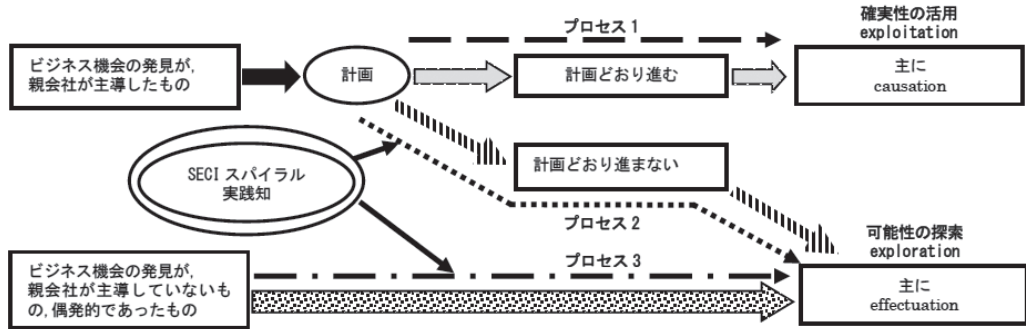 プロセス 1
確実性の活用
exploitation
ビジネス機会の発見が,
親会社が主導したもの
計画
計画どおり進む
主に
causation
SECI スパイラル
実践知
計画どおり進まない
プロセス 2
可能性の探索
exploration
プロセス 3
ビジネス機会の発見が,
親会社が主導していないも
の, 偶発的であったもの
主に
effectuation